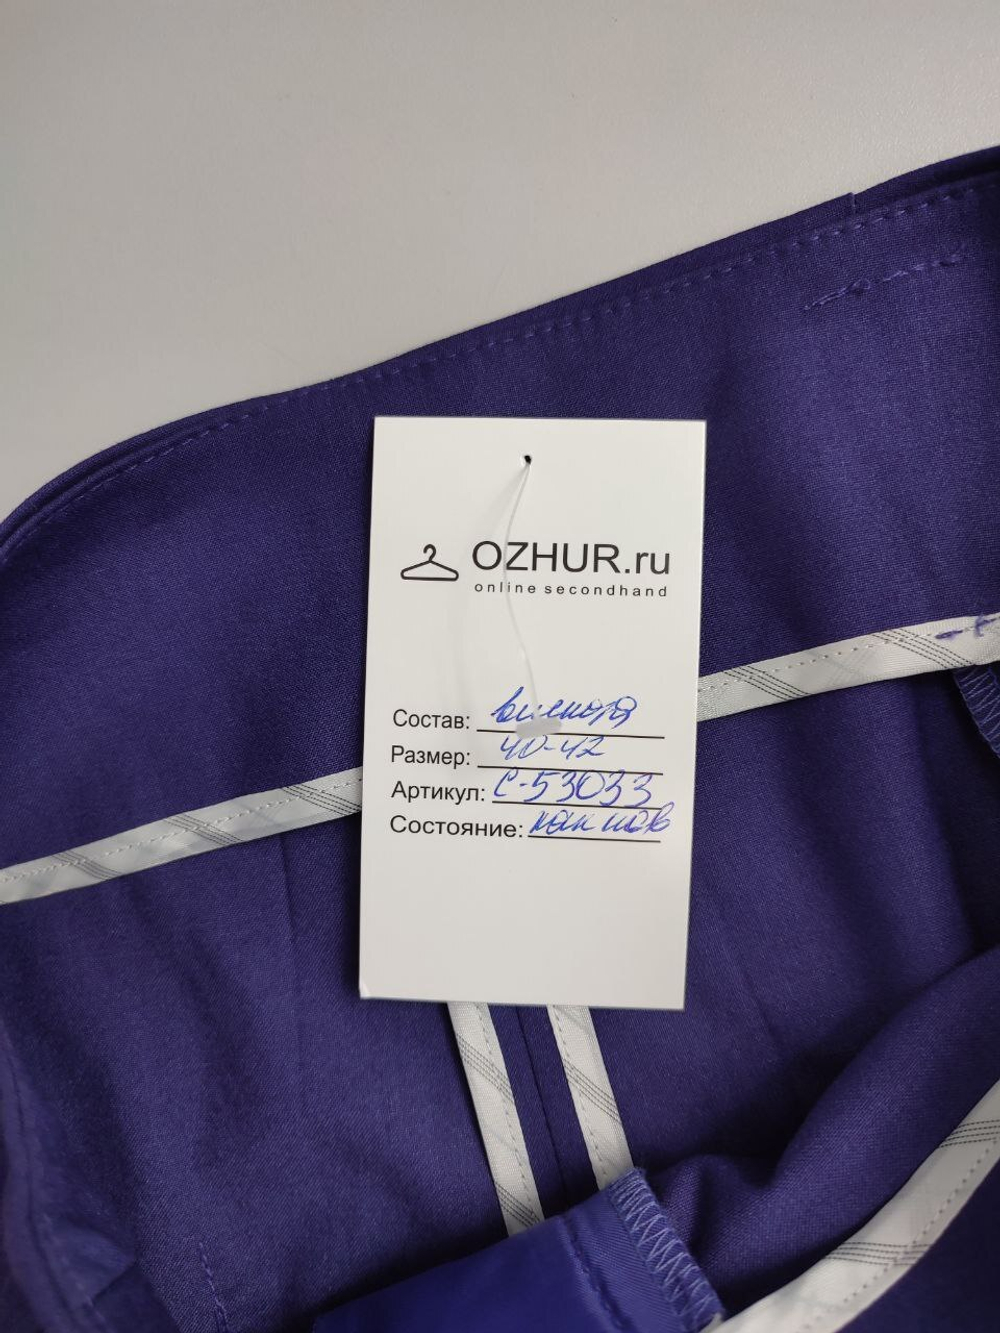 OZHUR.ru
online secondhand
Состав: вискоза
Размер: 40-42
Артикул: С-53033
Состояние: как нов